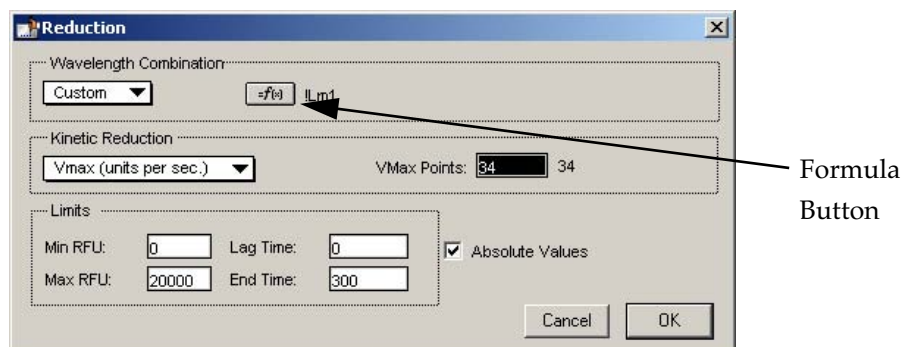 Reduction
Wavelength Combination
Custom =f(x) !Lm1
Kinetic Reduction
Vmax (units per sec.) VMax Points: 34 34
Limits
Min RFU: 0 Lag Time: 0
Absolute Values
Max RFU: 20000 End Time: 300
Cancel OK
Formula
Button